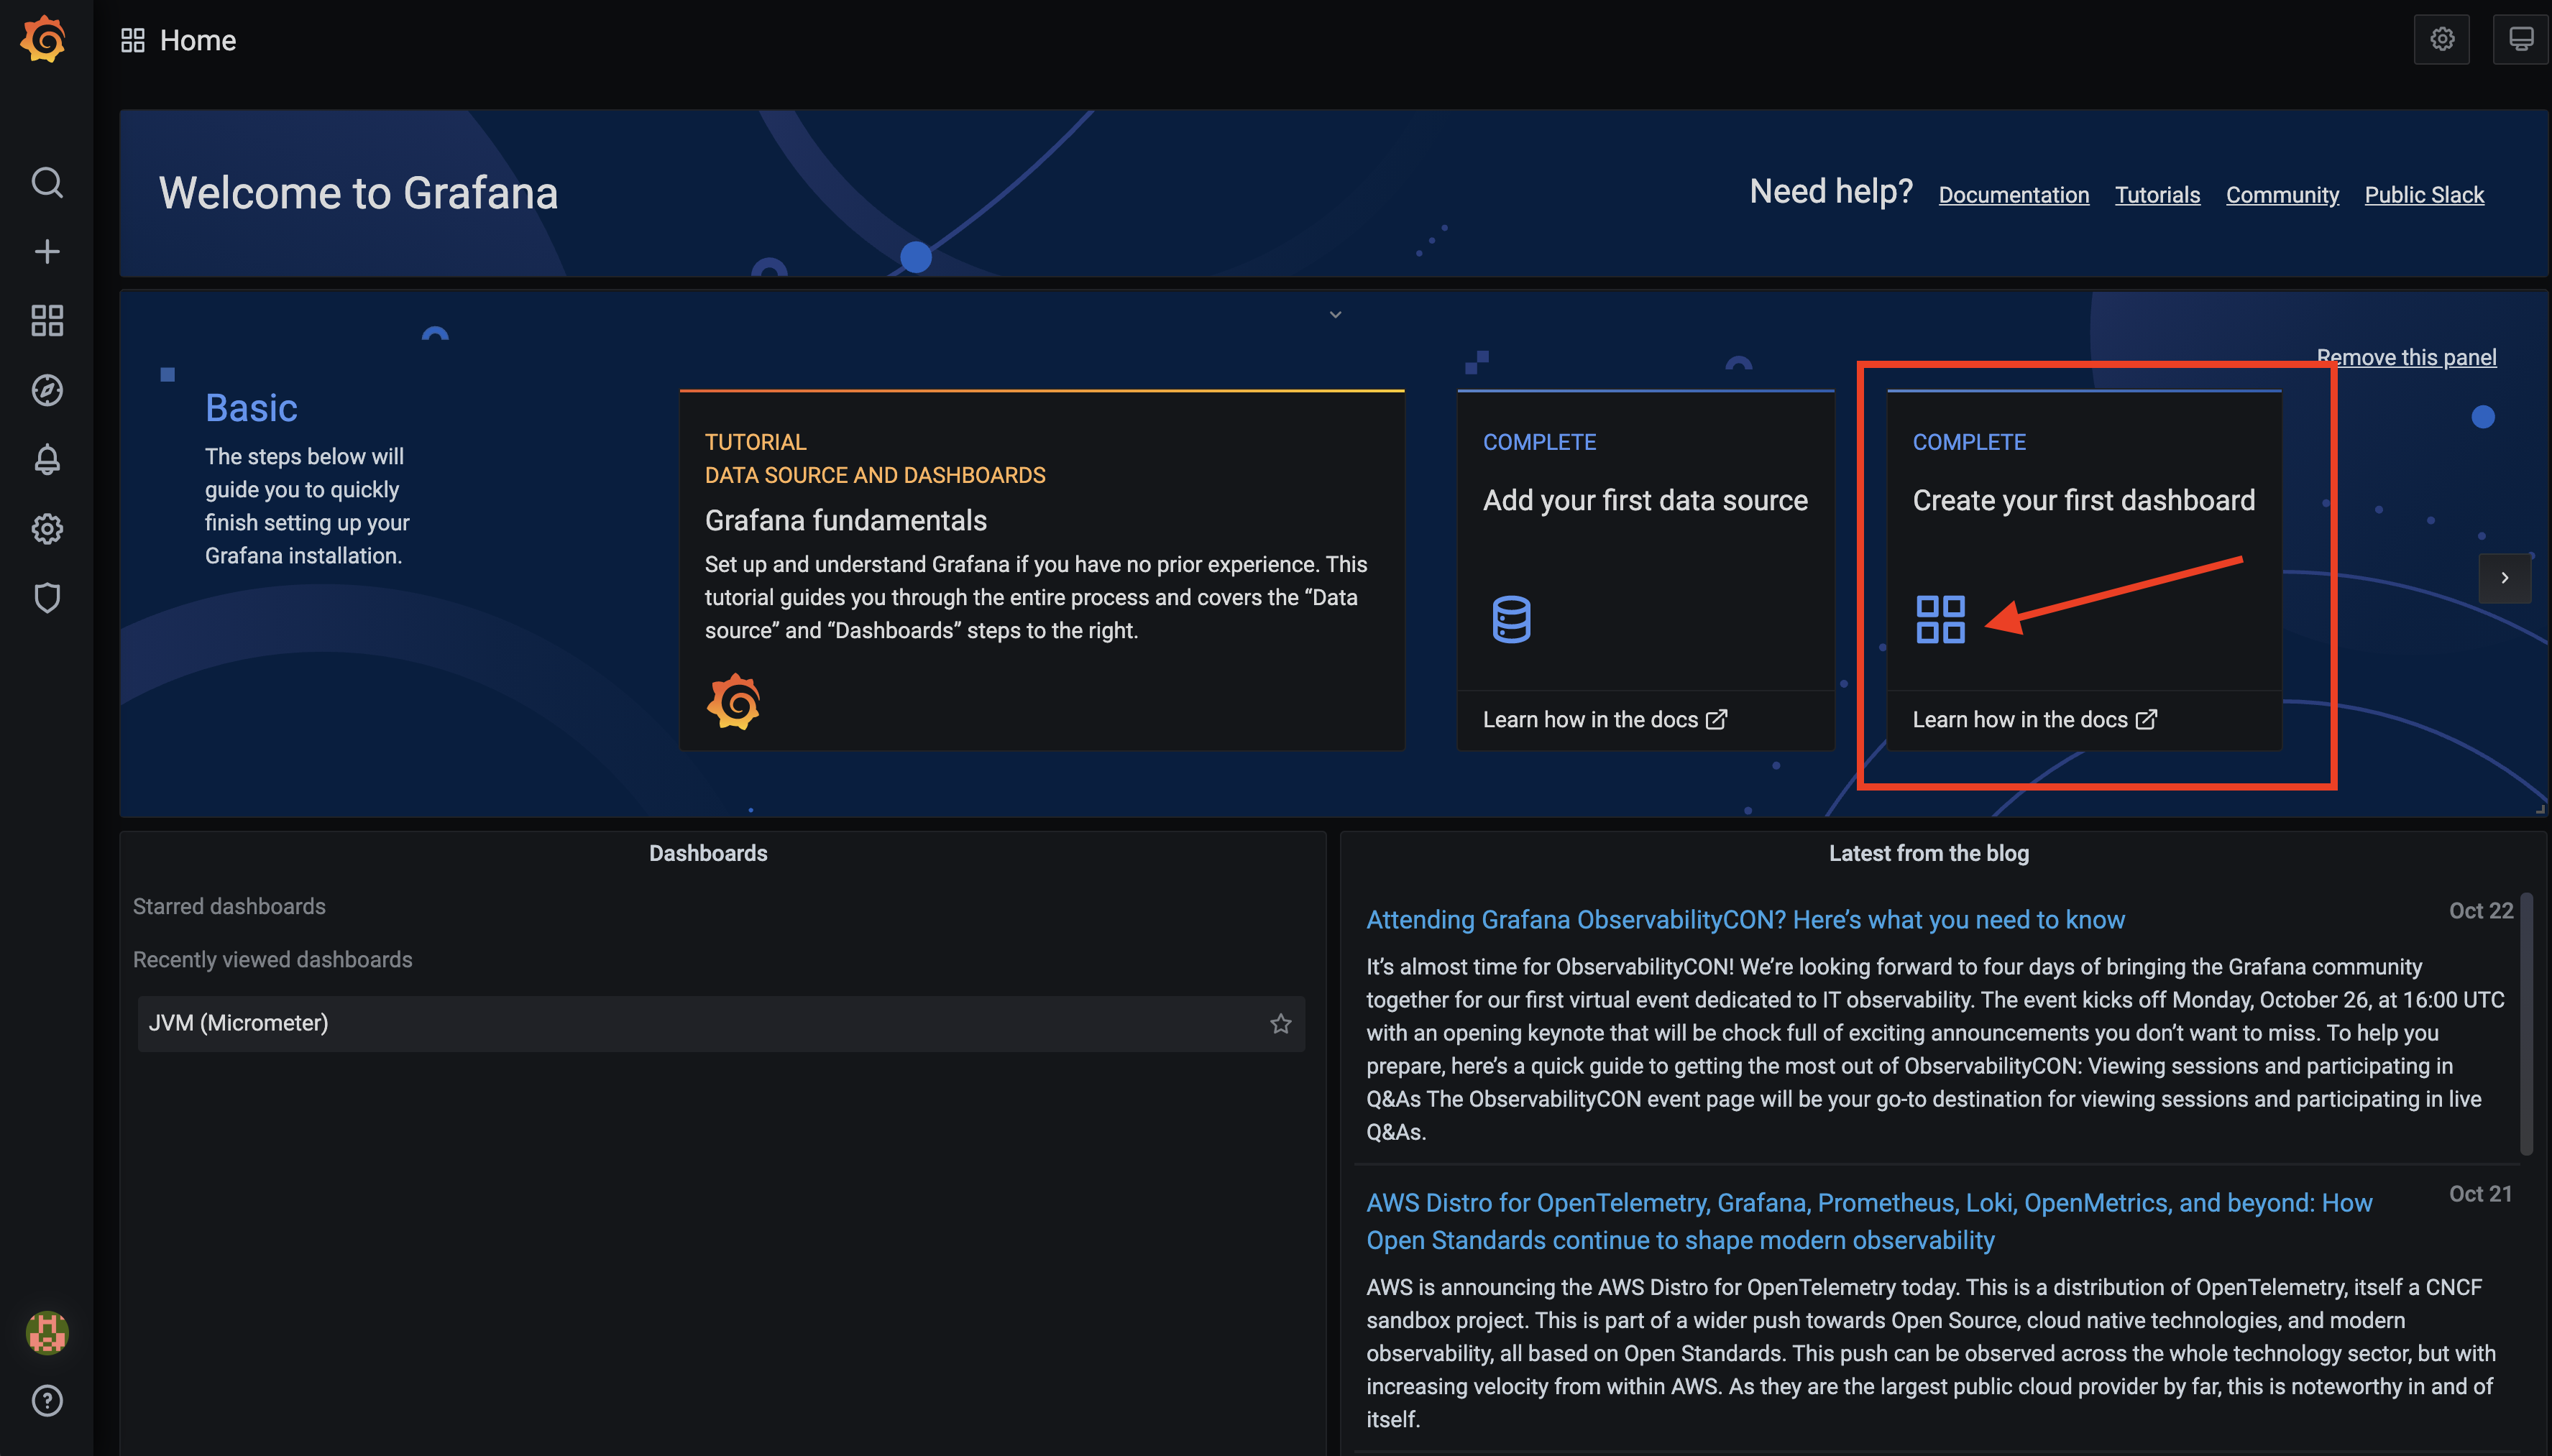 Home
Welcome to Grafana
Need help? Documentation Tutorials Community Public Slack
Remove this panel
Basic
The steps below will
guide you to quickly
finish setting up your
Grafana installation.
TUTORIAL
DATA SOURCE AND DASHBOARDS
Grafana fundamentals
Set up and understand Grafana if you have no prior experience. This
tutorial guides you through the entire process and covers the “Data
source” and “Dashboards” steps to the right.
COMPLETE
Add your first data source
Learn how in the docs
COMPLETE
Create your first dashboard
Learn how in the docs
Dashboards
Starred dashboards
Recently viewed dashboards
JVM (Micrometer)
Latest from the blog
Attending Grafana ObservabilityCON? Here’s what you need to know
Oct 22
It’s almost time for ObservabilityCON! We’re looking forward to four days of bringing the Grafana community
together for our first virtual event dedicated to IT observability. The event kicks off Monday, October 26, at 16:00 UTC
with an opening keynote that will be chock full of exciting announcements you don’t want to miss. To help you
prepare, here’s a quick guide to getting the most out of ObservabilityCON: Viewing sessions and participating in
Q&As The ObservabilityCON event page will be your go-to destination for viewing sessions and participating in live
Q&As.
AWS Distro for OpenTelemetry, Grafana, Prometheus, Loki, OpenMetrics, and beyond: How
Open Standards continue to shape modern observability
Oct 21
AWS is announcing the AWS Distro for OpenTelemetry today. This is a distribution of OpenTelemetry, itself a CNCF
sandbox project. This is part of a wider push towards Open Source, cloud native technologies, and modern
observability, all based on Open Standards. This push can be observed across the whole technology sector, but with
increasing velocity from within AWS. As they are the largest public cloud provider by far, this is noteworthy in and of
itself.